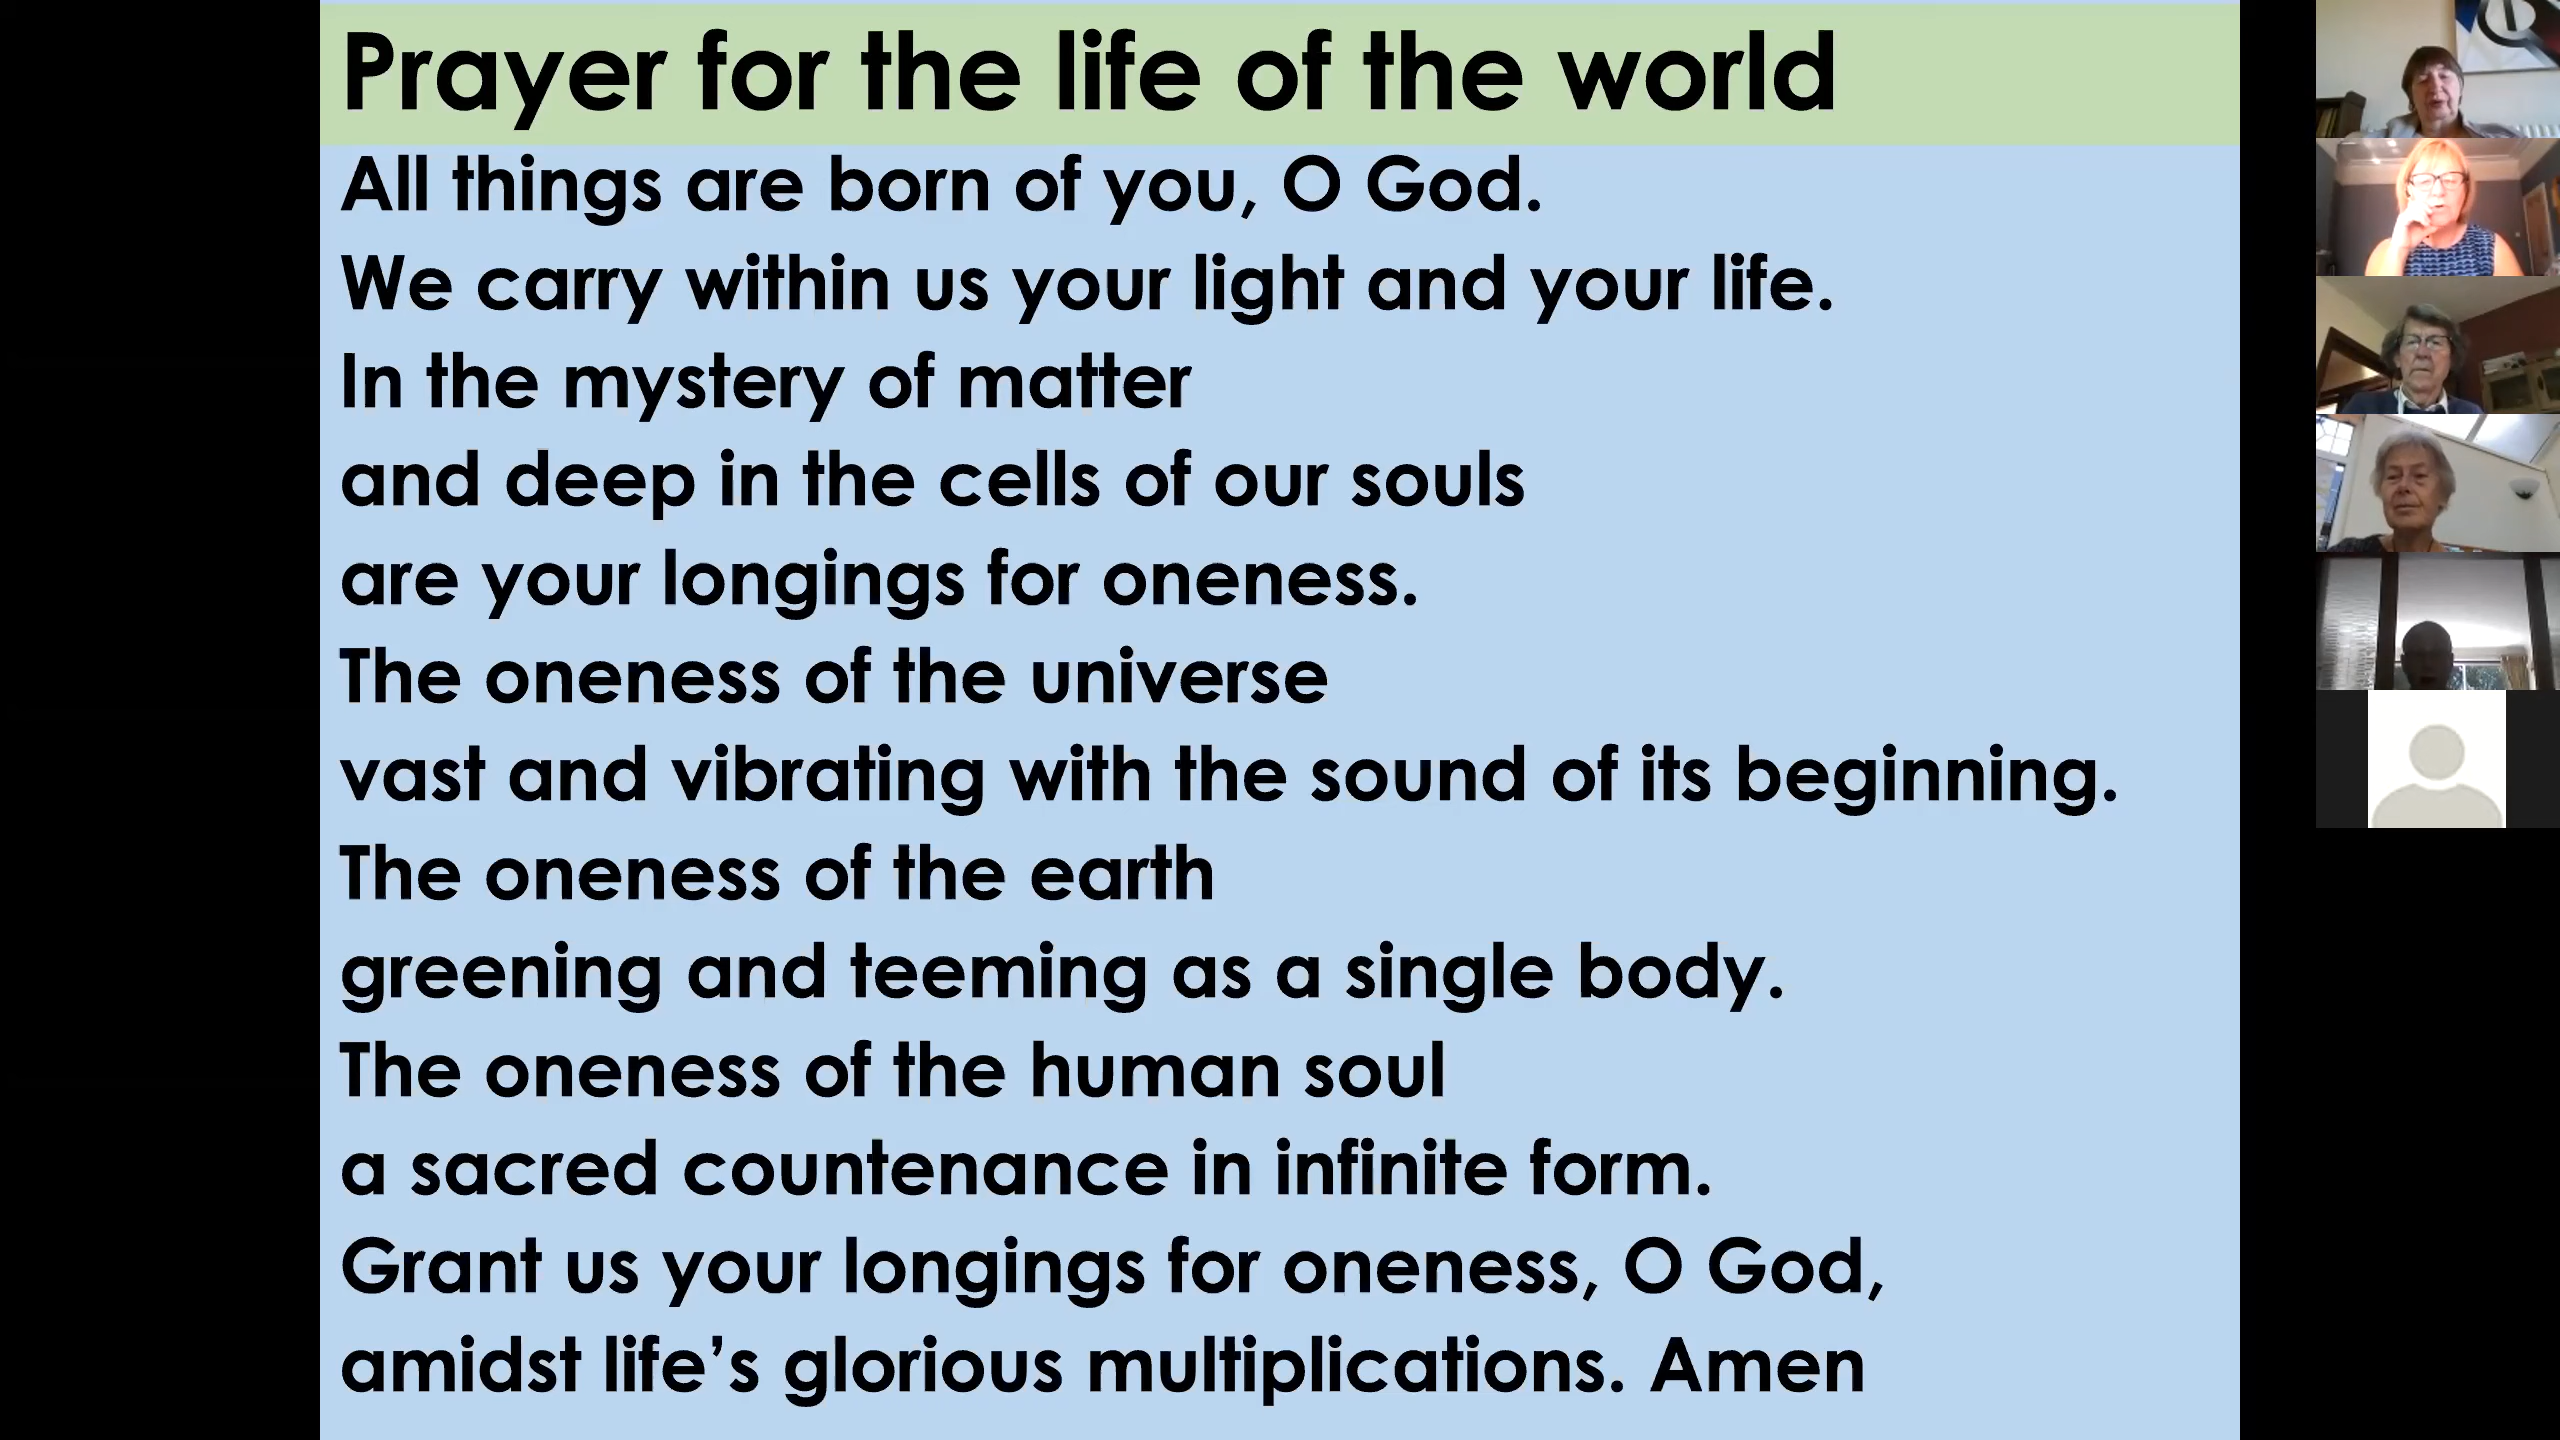 Prayer for the life of the world
All things are born of you, O God.
We carry within us your light and your life.
In the mystery of matter
and deep in the cells of our souls
are your longings for oneness.
The oneness of the universe
vast and vibrating with the sound of its beginning.
The oneness of the earth
greening and teeming as a single body.
The oneness of the human soul
a sacred countenance in infinite form.
Grant us your longings for oneness, O God,
amidst life’s glorious multiplications. Amen